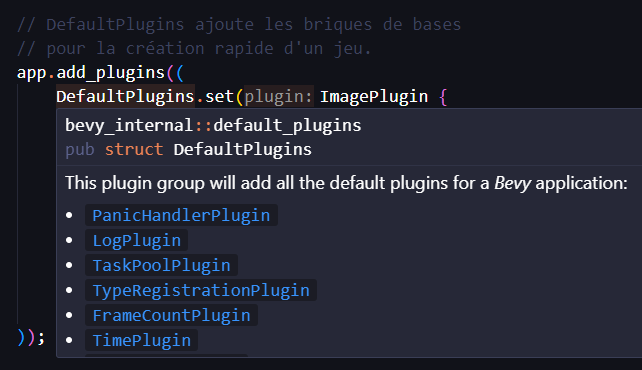 // DefaultPlugins ajoute les briques de bases
// pour la création rapide d'un jeu.
app.add_plugins((
DefaultPlugins.set(plugin: ImagePlugin {
bevy_internal::default_plugins
pub struct DefaultPlugins
This plugin group will add all the default plugins for a Bevy application:
• PanicHandlerPlugin
• LogPlugin
• TaskPoolPlugin
• TypeRegistrationPlugin
• FrameCountPlugin
• TimePlugin
));